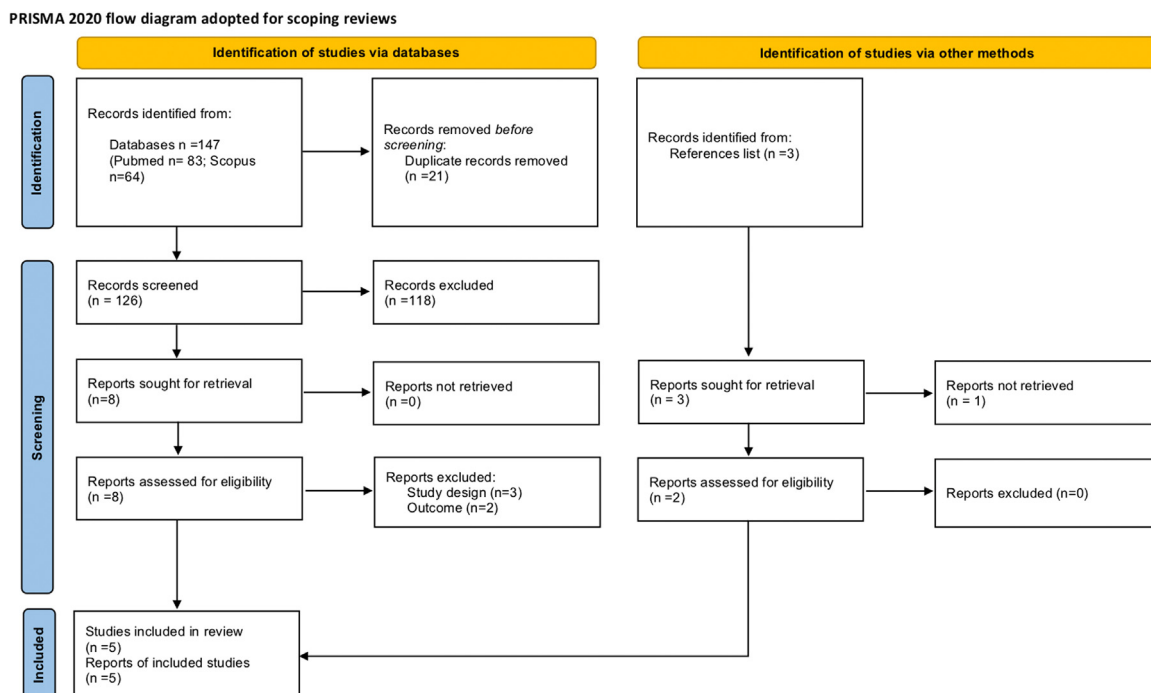 PRISMA 2020 flow diagram adopted for scoping reviews
Identification of studies via databases
Identification of studies via other methods
Identification
Records identified from:
Databases n =147
(Pubmed n= 83; Scopus
n=64)
Records removed before
screening:
Duplicate records removed
(n =21)
Records identified from:
References list (n =3)
Screening
Records screened
(n = 126)
Records excluded
(n =118)
Reports sought for retrieval
(n=8)
Reports not retrieved
(n =0)
Reports sought for retrieval
(n = 3)
Reports not retrieved
(n = 1)
Reports assessed for eligibility
(n =8)
Reports excluded:
Study design (n=3)
Outcome (n=2)
Reports assessed for eligibility
(n =2)
Reports excluded (n=0)
Included
Studies included in review
(n =5)
Reports of included studies
(n =5)